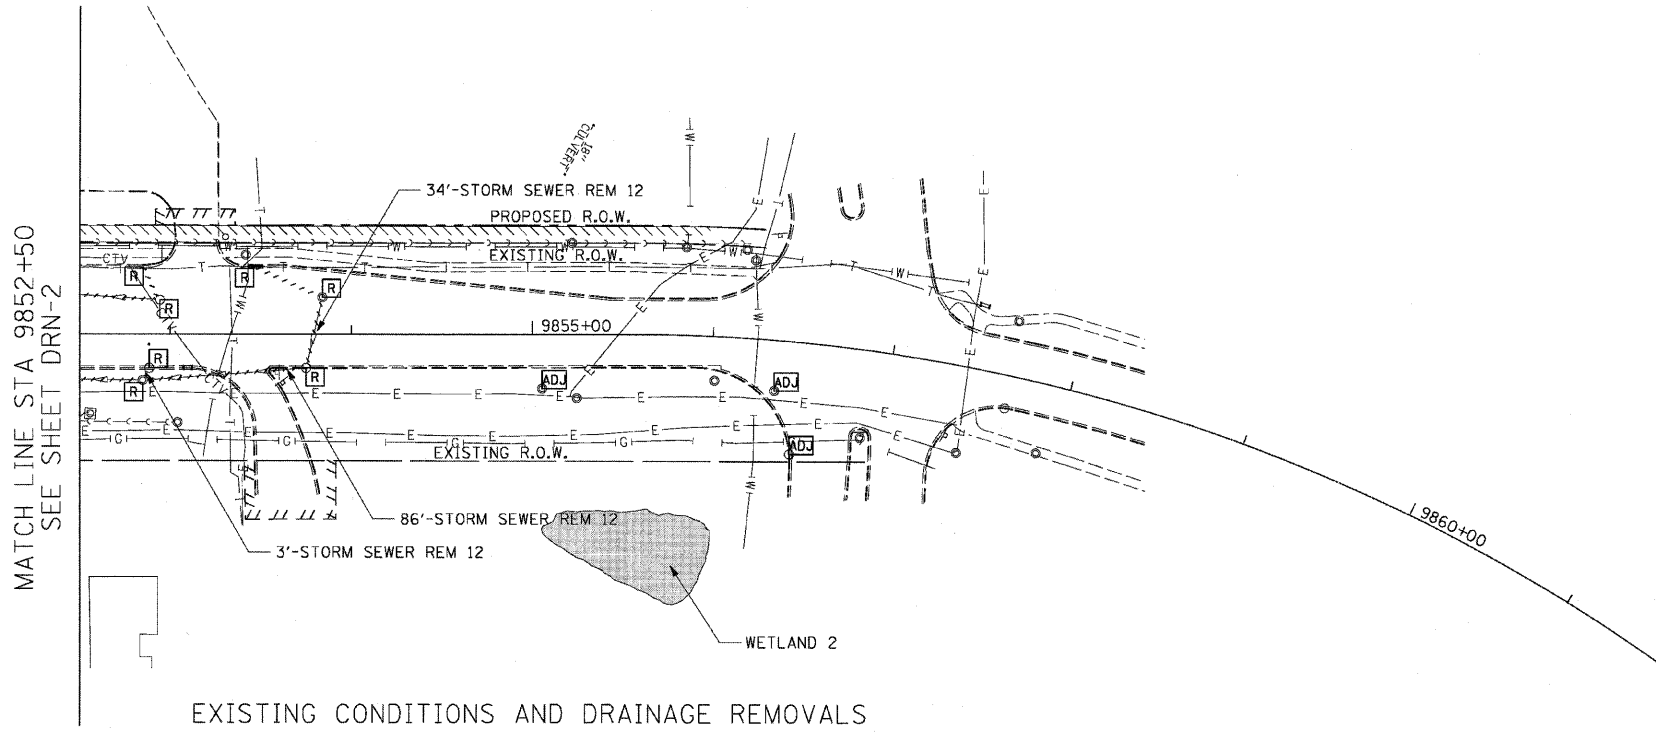 MATCH LINE STA 9852+50
SEE SHEET DRN-2
18"
CULVERT
34'-STORM SEWER REM 12
PROPOSED R.O.W.
EXISTING R.O.W.
CTV
R
R
R
R
9855+00
R
R
R
CTV
ADJ
ADJ
ADJ
EXISTING R.O.W.
86'-STORM SEWER REM 12
3'-STORM SEWER REM 12
9860+00
WETLAND 2
EXISTING CONDITIONS AND DRAINAGE REMOVALS